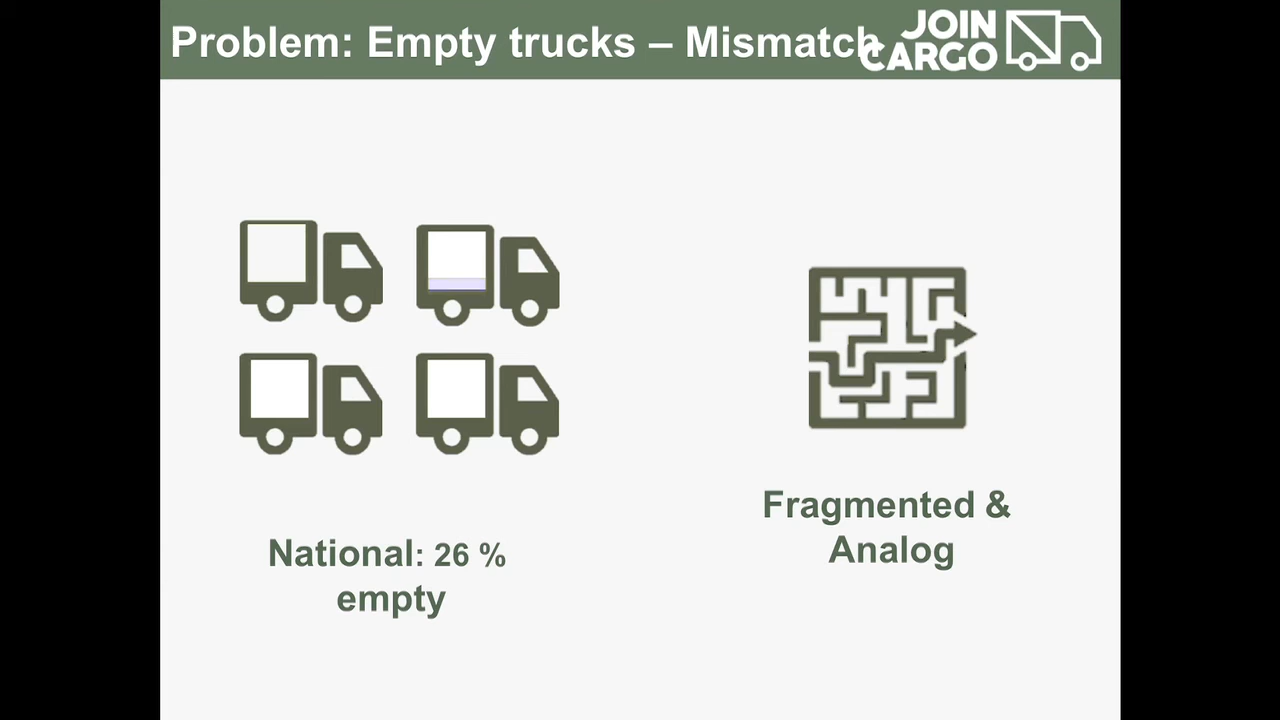 Problem: Empty trucks – Mismatch
JOIN
CARGO
National: 26 %
empty
Fragmented &
Analog